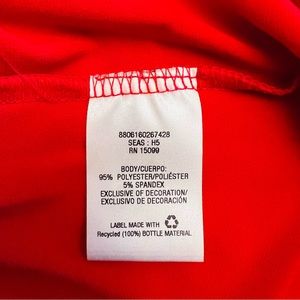 8806160267428
SEAS : H5
RN 15099
BODY/CUERPO:
95% POLYESTER/POLIÉSTER
5% SPANDEX
EXCLUSIVE OF DECORATION/
EXCLUSIVO DE DECORACIÓN
LABEL MADE WITH
Recycled (100%) BOTTLE MATERIAL